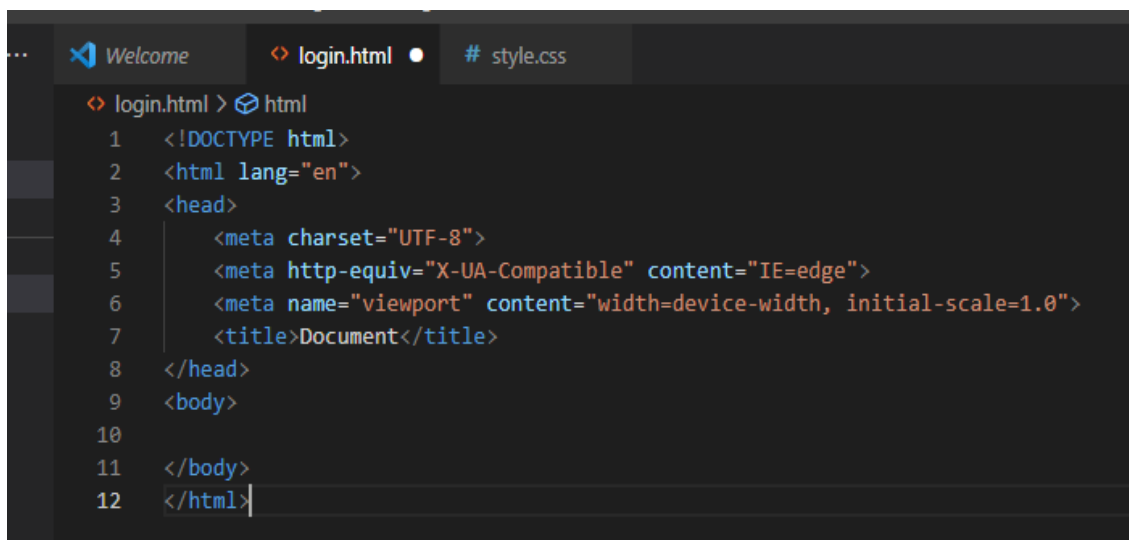 ... Welcome <> login.html ● # style.css
<> login.html > html
1 <!DOCTYPE html>
2 <html lang="en">
3 <head>
4     <meta charset="UTF-8">
5     <meta http-equiv="X-UA-Compatible" content="IE=edge">
6     <meta name="viewport" content="width=device-width, initial-scale=1.0">
7     <title>Document</title>
8 </head>
9 <body>
10
11 </body>
12 </html>